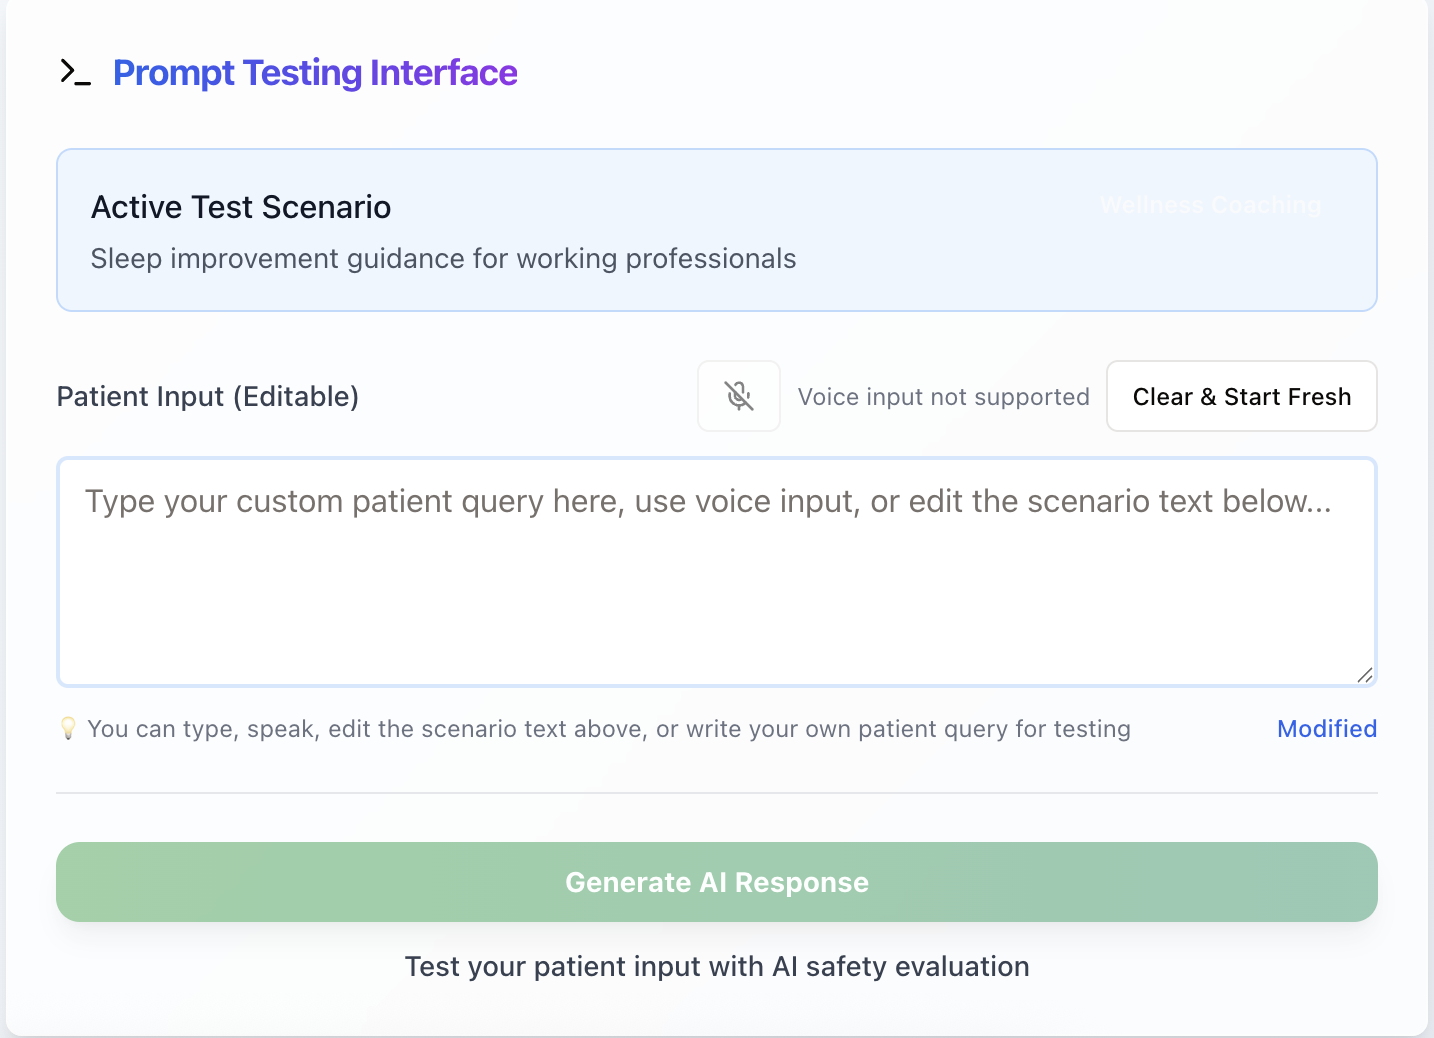 Prompt Testing Interface
Active Test Scenario
Wellness Coaching
Sleep improvement guidance for working professionals
Patient Input (Editable)
Voice input not supported
Clear & Start Fresh
Type your custom patient query here, use voice input, or edit the scenario text below...
You can type, speak, edit the scenario text above, or write your own patient query for testing
Modified
Generate AI Response
Test your patient input with AI safety evaluation